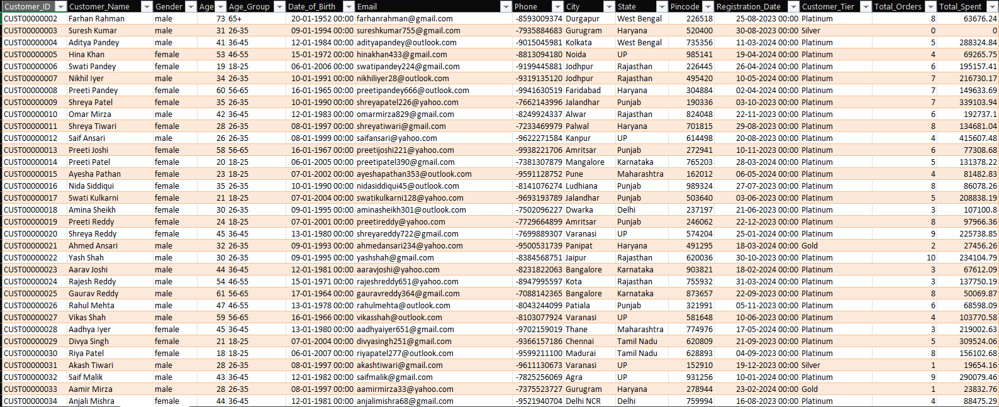 Customer_ID Customer_Name Gender Age Age_Group Date_of_Birth Email Phone City State Pincode Registration_Date Customer_Tier Total_Orders Total_Spent
CUST00000002 Farhan Rahman male 73 65+ 20-01-1952 00:00 farhanrahman@gmail.com -8593009374 Durgapur West Bengal 226518 25-08-2023 00:00 Platinum 8 63676.24
CUST00000003 Suresh Kumar male 31 26-35 09-01-1994 00:00 sureshkumar755@gmail.com -7935884683 Gurugram Haryana 520400 30-08-2023 00:00 Silver 0 0
CUST00000004 Aditya Pandey male 41 36-45 12-01-1984 00:00 adityapandey@outlook.com -9015045981 Kolkata West Bengal 735356 11-03-2024 00:00 Platinum 5 288324.84
CUST00000005 Hina Khan female 53 46-55 15-01-1972 00:00 hinakhan433@gmail.com -8813094180 Noida UP 985141 19-04-2024 00:00 Platinum 4 69265.75
CUST00000006 Swati Pandey female 19 18-25 06-01-2006 00:00 swatipandey224@gmail.com -9199445881 Jodhpur Rajasthan 226445 26-04-2024 00:00 Platinum 6 195157.41
CUST00000007 Nikhil Iyer male 34 26-35 10-01-1991 00:00 nikhiliyer28@outlook.com -9319135120 Jodhpur Rajasthan 495420 10-05-2024 00:00 Platinum 7 216730.17
CUST00000008 Preeti Pandey female 60 56-65 16-01-1965 00:00 preetipandey666@outlook.com -9941630519 Faridabad Haryana 304884 02-04-2024 00:00 Platinum 7 149633.69
CUST00000009 Shreya Patel female 35 26-35 10-01-1990 00:00 shreyapatel226@yahoo.com -7662143996 Jalandhar Punjab 190336 03-10-2023 00:00 Platinum 7 339103.94
CUST00000010 Omar Mirza male 42 36-45 12-01-1983 00:00 omarmirza829@gmail.com -8249924337 Alwar Rajasthan 824048 22-11-2023 00:00 Platinum 6 192737.1
CUST00000011 Shreya Tiwari female 28 26-35 08-01-1997 00:00 shreyatiwari@gmail.com -7233469979 Palwal Haryana 701815 29-08-2023 00:00 Platinum 8 134681.04
CUST00000012 Saif Ansari male 26 26-35 08-01-1999 00:00 saifansari@yahoo.com -9622271584 Kanpur UP 614498 20-08-2023 00:00 Platinum 4 415607.48
CUST00000013 Preeti Joshi female 58 56-65 16-01-1967 00:00 preetijoshi221@yahoo.com -9938221706 Amritsar Punjab 272941 10-11-2023 00:00 Platinum 6 77308.68
CUST00000014 Preeti Patel female 20 18-25 06-01-2005 00:00 preetipatel390@gmail.com -7381307879 Mangalore Karnataka 765203 28-03-2024 00:00 Platinum 5 131378.22
CUST00000015 Ayesha Pathan female 23 18-25 07-01-2002 00:00 ayeshapathan353@outlook.com -9591128752 Pune Maharashtra 162012 06-05-2024 00:00 Platinum 4 81482.83
CUST00000016 Nida Siddiqui female 35 26-35 10-01-1990 00:00 nidasiddiqui45@outlook.com -8141076274 Ludhiana Punjab 989324 27-07-2023 00:00 Platinum 8 86078.26
CUST00000017 Swati Kulkarni female 21 18-25 07-01-2004 00:00 swatikulkarni128@yahoo.com -9693193789 Jalandhar Punjab 503640 03-06-2023 00:00 Platinum 5 208838.19
CUST00000018 Amina Sheikh female 30 26-35 09-01-1995 00:00 aminasheikh301@outlook.com -7502096227 Dwarka Delhi 237197 21-06-2023 00:00 Platinum 3 107100.8
CUST00000019 Preeti Reddy female 24 18-25 07-01-2001 00:00 preetireddy@yahoo.com -7729664899 Amritsar Punjab 246062 22-12-2023 00:00 Platinum 8 97966.36
CUST00000020 Shreya Reddy female 45 36-45 13-01-1980 00:00 shreyareddy722@gmail.com -7699889307 Varanasi UP 574204 25-01-2024 00:00 Platinum 9 225738.85
CUST00000021 Ahmed Ansari male 32 26-35 09-01-1993 00:00 ahmedansari234@yahoo.com -9500531739 Panipat Haryana 491295 18-03-2024 00:00 Gold 2 27456.26
CUST00000022 Yash Shah male 30 26-35 09-01-1995 00:00 yashshah@gmail.com -8384568751 Jaipur Rajasthan 620036 30-10-2023 00:00 Platinum 10 234104.79
CUST00000023 Aarav Joshi male 44 36-45 12-01-1981 00:00 aaravjoshi@yahoo.com -8231822063 Bangalore Karnataka 903821 18-02-2024 00:00 Platinum 3 67612.09
CUST00000024 Rajesh Reddy male 54 46-55 15-01-1971 00:00 rajeshreddy651@yahoo.com -8947995597 Kota Rajasthan 755932 31-03-2024 00:00 Platinum 3 137750.19
CUST00000025 Gaurav Reddy male 61 56-65 17-01-1964 00:00 gauravreddy364@gmail.com -7088142365 Bangalore Karnataka 873657 22-09-2023 00:00 Platinum 8 50069.87
CUST00000026 Rahul Mehta male 47 46-55 13-01-1978 00:00 rahulmehta@outlook.com -8043244099 Patiala Punjab 321991 05-11-2023 00:00 Platinum 6 68598.09
CUST00000027 Vikas Shah male 59 56-65 16-01-1966 00:00 vikasshah@outlook.com -8103077924 Varanasi UP 581648 10-06-2023 00:00 Platinum 4 103770.58
CUST00000028 Aadhya Iyer female 45 36-45 13-01-1980 00:00 aadhyaiyer651@gmail.com -9702159019 Thane Maharashtra 774976 17-05-2024 00:00 Platinum 3 219002.63
CUST00000029 Divya Singh female 21 18-25 07-01-2004 00:00 divyasingh251@gmail.com -9366157186 Chennai Tamil Nadu 620809 21-09-2023 00:00 Platinum 5 309524.06
CUST00000030 Riya Patel female 18 18-25 06-01-2007 00:00 riyapatel277@outlook.com -9599211100 Madurai Tamil Nadu 628893 04-09-2023 00:00 Platinum 8 156102.68
CUST00000031 Akash Tiwari male 28 26-35 08-01-1997 00:00 akashtiwari@gmail.com -9611130673 Varanasi UP 152910 19-12-2023 00:00 Silver 1 19654.16
CUST00000032 Saif Malik male 43 36-45 12-01-1982 00:00 saifmalik@gmail.com -7825256069 Agra UP 931256 10-01-2024 00:00 Platinum 9 290079.46
CUST00000033 Aamir Mirza male 28 26-35 08-01-1997 00:00 aamirmirza33@yahoo.com -7375523727 Gurugram Haryana 278944 23-02-2024 00:00 Gold 1 23832.76
CUST00000034 Anjali Mishra female 44 36-45 12-01-1981 00:00 anjalimishra68@gmail.com -9521940704 Delhi NCR Delhi 759994 16-08-2023 00:00 Platinum 4 88475.29